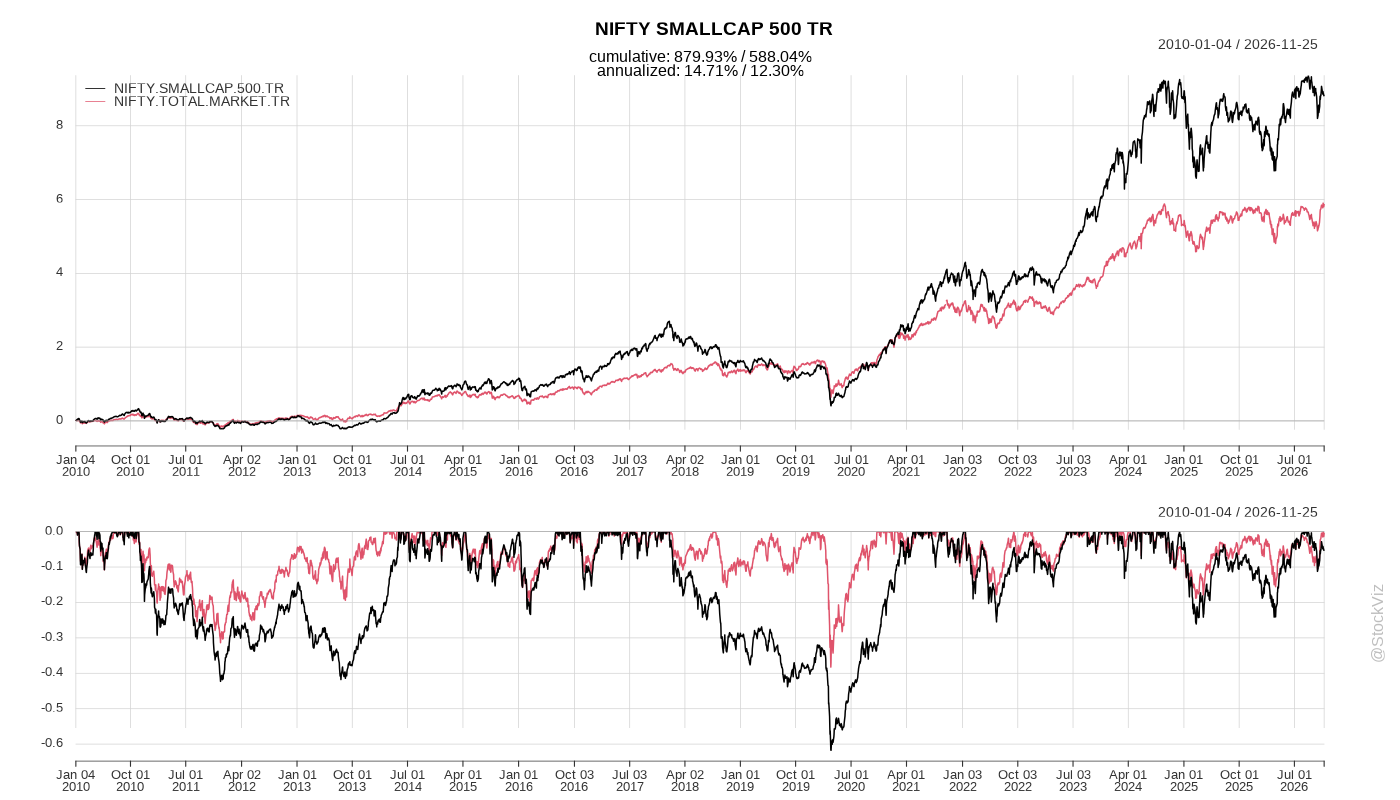 NIFTY SMALLCAP 500 TR
2010-01-04 / 2026-11-25
cumulative: 879.93% / 588.04%
annualized: 14.71% / 12.30%
NIFTY.SMALLCAP.500.TR
NIFTY.TOTAL.MARKET.TR
8
6
4
2
0
Jan 04 Oct 01 Jul 01 Apr 02 Jan 01 Oct 01 Jul 01 Apr 01 Jan 01 Oct 03 Jul 03 Apr 02 Jan 01 Oct 01 Jul 01 Apr 01 Jan 03 Oct 03 Jul 03 Apr 01 Jan 01 Oct 01 Jul 01
2010 2010 2011 2012 2013 2013 2014 2015 2016 2016 2017 2018 2019 2019 2020 2021 2022 2022 2023 2024 2025 2025 2026
2010-01-04 / 2026-11-25
0.0
-0.1
-0.2
-0.3
-0.4
-0.5
-0.6
Jan 04 Oct 01 Jul 01 Apr 02 Jan 01 Oct 01 Jul 01 Apr 01 Jan 01 Oct 03 Jul 03 Apr 02 Jan 01 Oct 01 Jul 01 Apr 01 Jan 03 Oct 03 Jul 03 Apr 01 Jan 01 Oct 01 Jul 01
2010 2010 2011 2012 2013 2013 2014 2015 2016 2016 2017 2018 2019 2019 2020 2021 2022 2022 2023 2024 2025 2025 2026
@StockViz